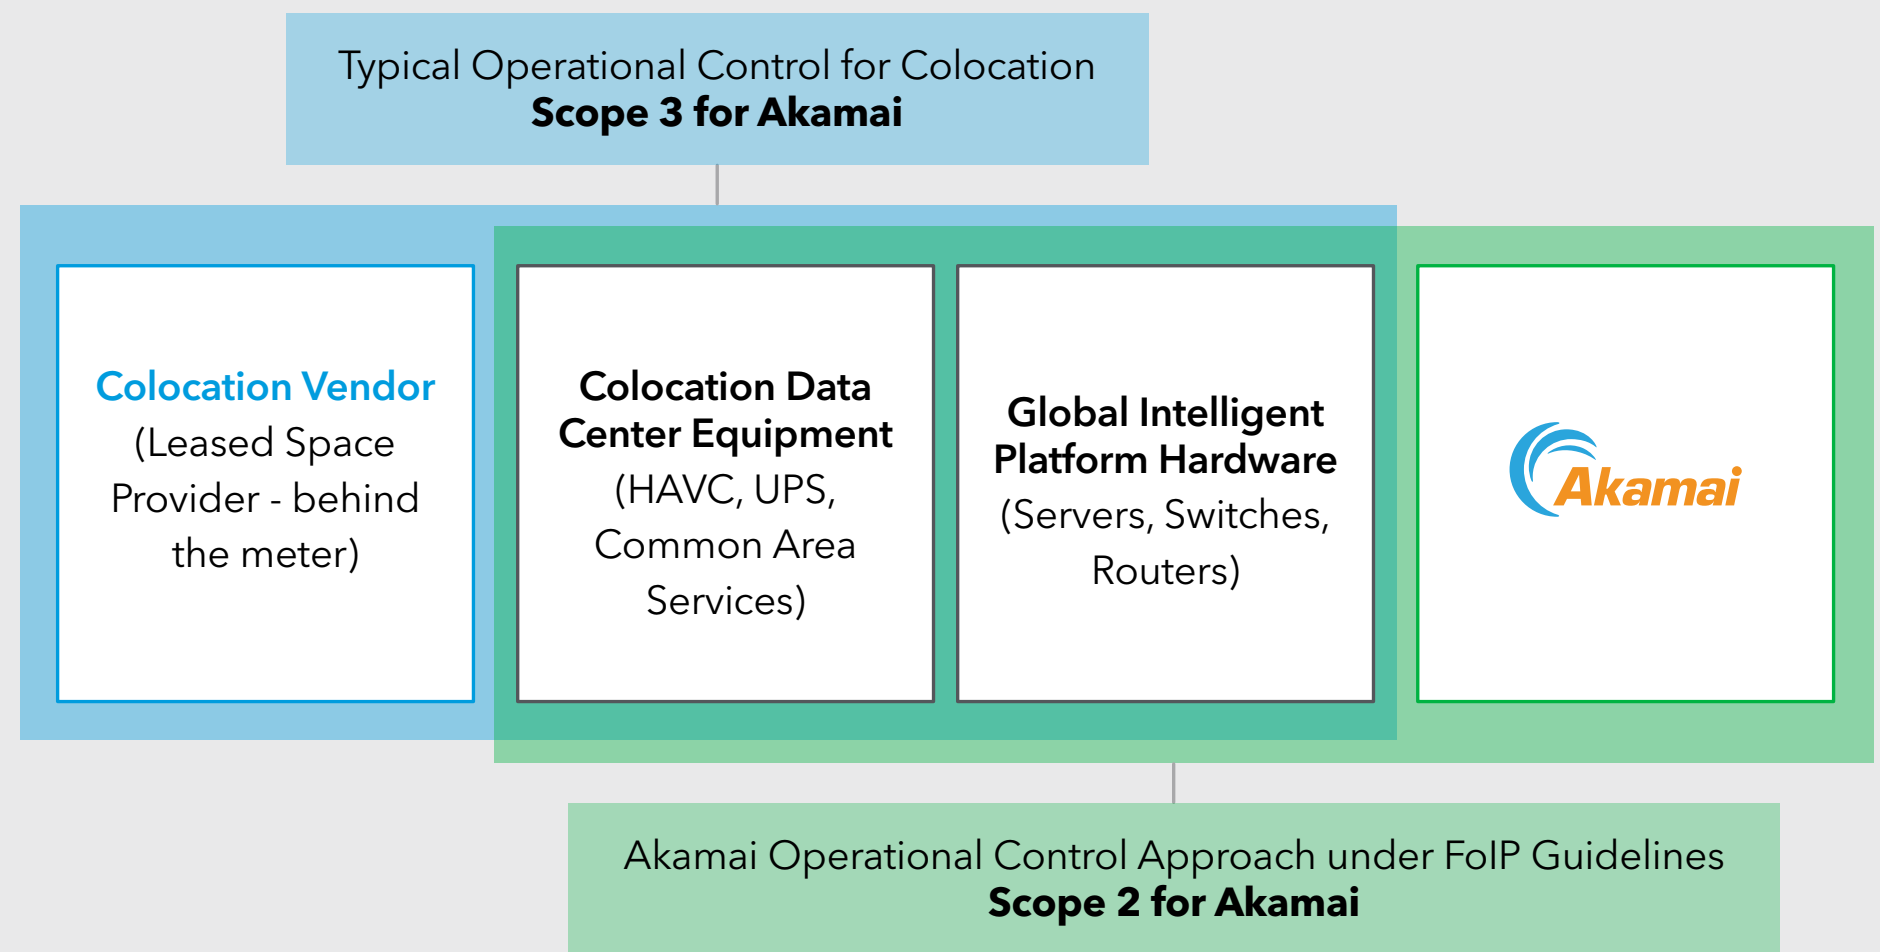 Typical Operational Control for Colocation
Scope 3 for Akamai
Colocation Vendor
(Leased Space
Provider - behind
the meter)
Colocation Data
Center Equipment
(HAVC, UPS,
Common Area
Services)
Global Intelligent
Platform Hardware
(Servers, Switches,
Routers)
Akamai
Akamai Operational Control Approach under FoIP Guidelines
Scope 2 for Akamai